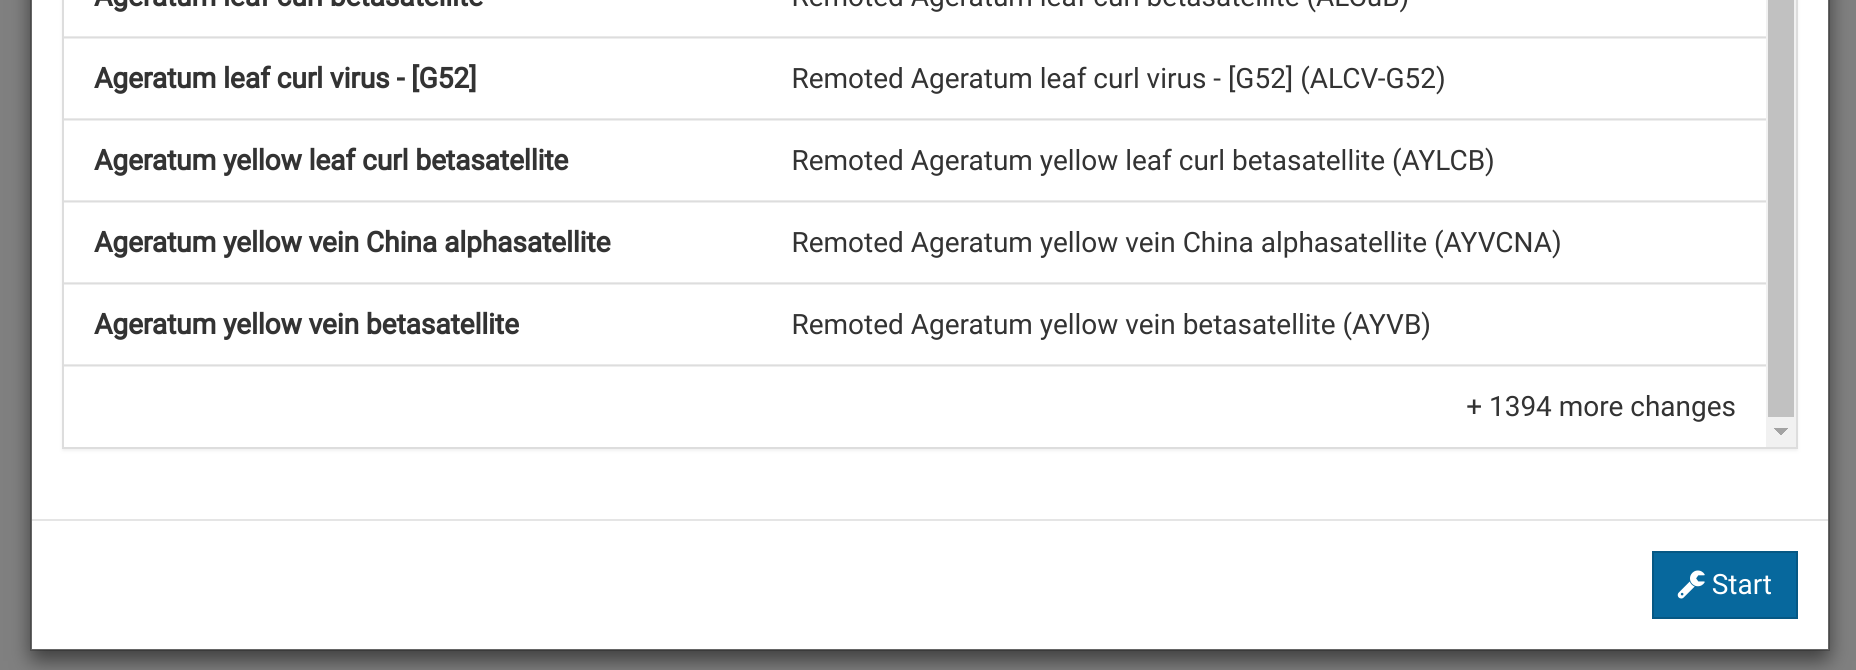 Ageratum leaf curl betasatellite Remoted Ageratum leaf curl betasatellite (ALCuB)
Ageratum leaf curl virus - [G52] Remoted Ageratum leaf curl virus - [G52] (ALCV-G52)
Ageratum yellow leaf curl betasatellite Remoted Ageratum yellow leaf curl betasatellite (AYLCB)
Ageratum yellow vein China alphasatellite Remoted Ageratum yellow vein China alphasatellite (AYVCNA)
Ageratum yellow vein betasatellite Remoted Ageratum yellow vein betasatellite (AYVB)
+ 1394 more changes
Start